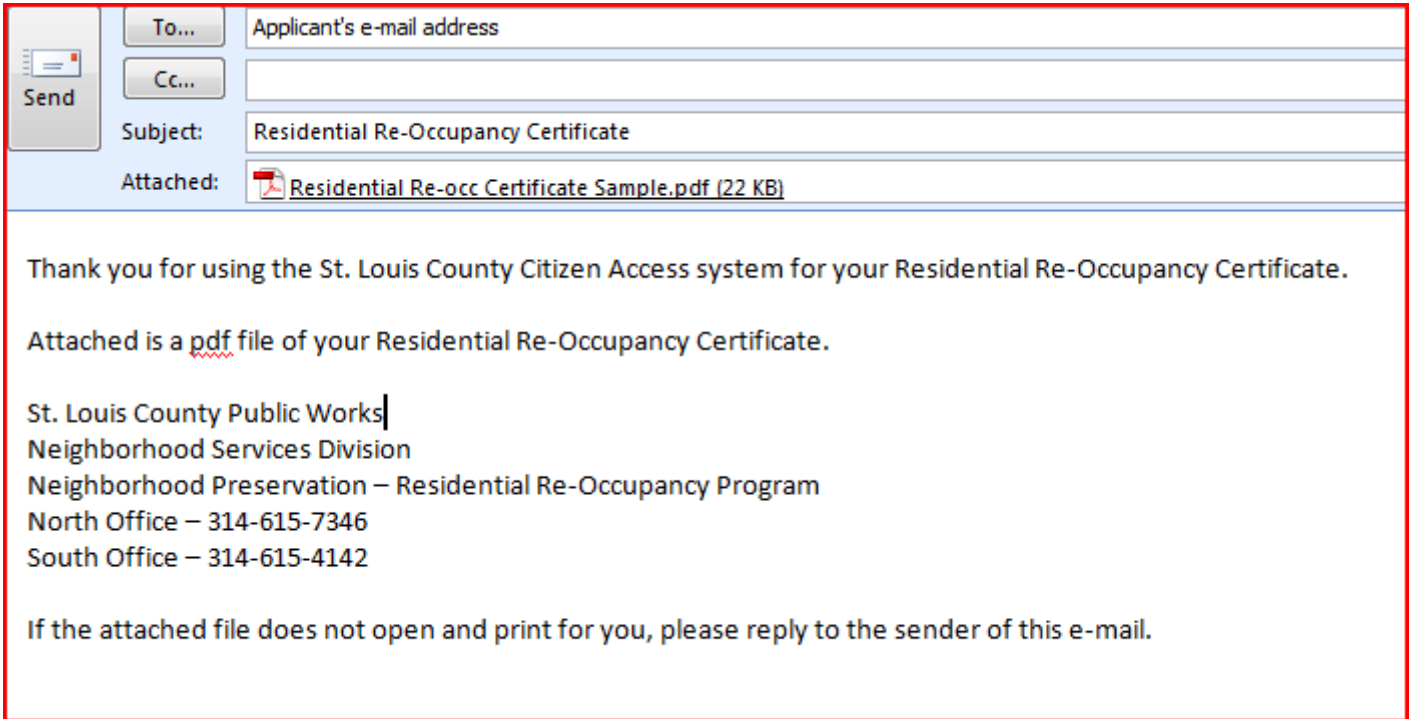 To...
Applicant's e-mail address
Cc...
Send
Subject:
Residential Re-Occupancy Certificate
Attached:
Residential Re-occ Certificate Sample.pdf (22 KB)
Thank you for using the St. Louis County Citizen Access system for your Residential Re-Occupancy Certificate.
Attached is a pdf file of your Residential Re-Occupancy Certificate.
St. Louis County Public Works
Neighborhood Services Division
Neighborhood Preservation – Residential Re-Occupancy Program
North Office – 314-615-7346
South Office – 314-615-4142
If the attached file does not open and print for you, please reply to the sender of this e-mail.